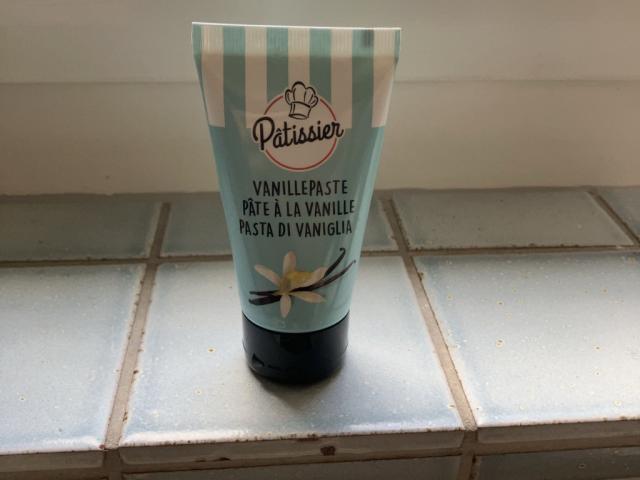 Pâtissier
VANILLEPASTE
PÂTE À LA VANILLE
PASTA DI VANIGLIA